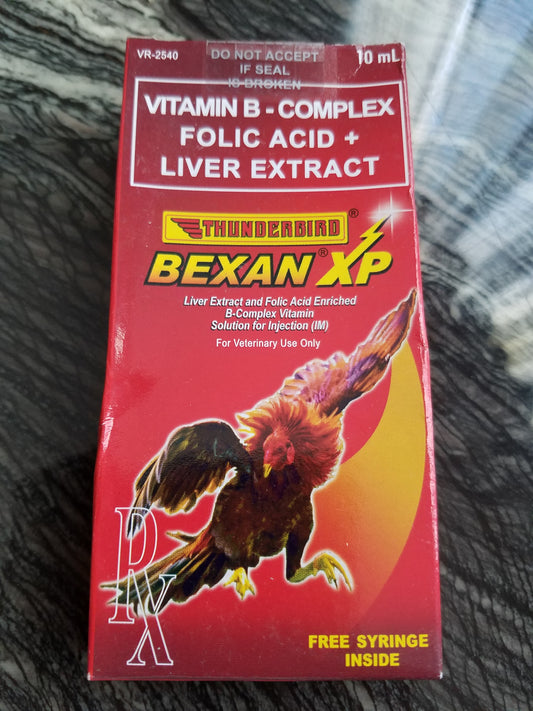 VR-2540
DO NOT ACCEPT
IF SEAL
IS BROKEN
10 mL
VITAMIN B - COMPLEX
FOLIC ACID +
LIVER EXTRACT
THUNDERBIRD®
BEXAN® XP
Liver Extract and Folic Acid Enriched
B-Complex Vitamin
Solution for Injection (IM)
For Veterinary Use Only
RX
FREE SYRINGE
INSIDE